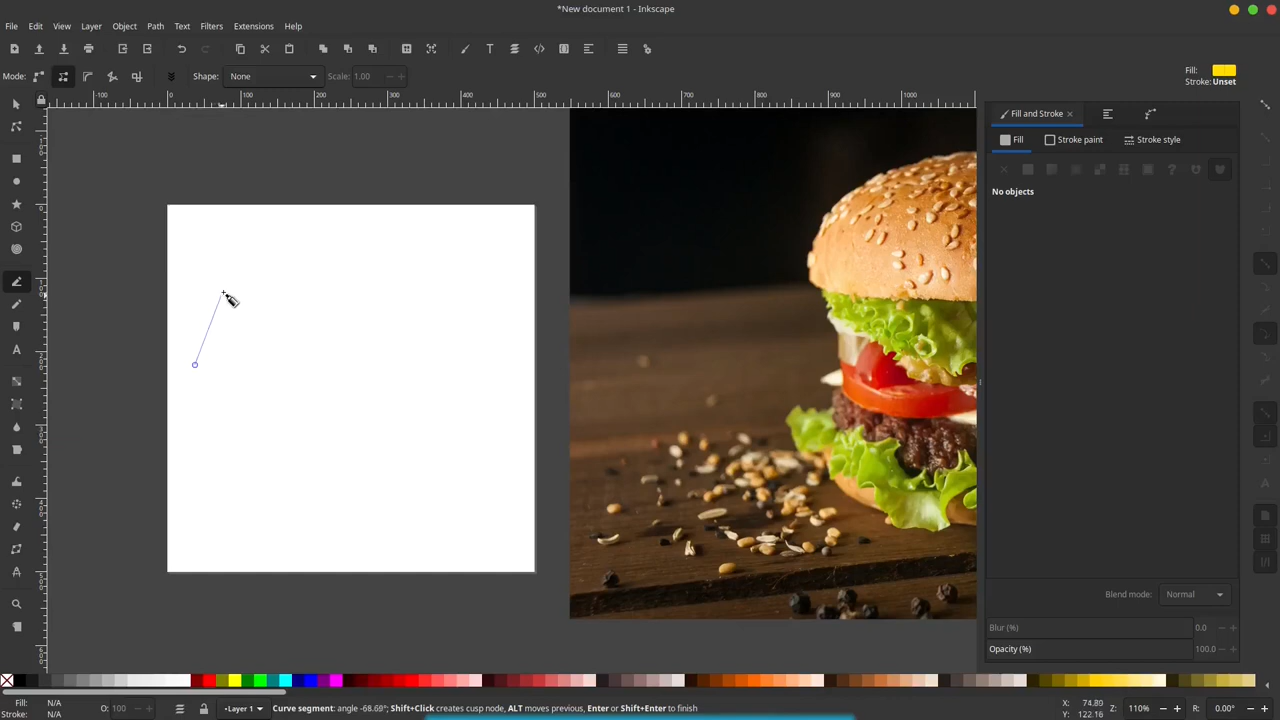 *New document 1 - Inkscape
File Edit View Layer Object Path Text Filters Extensions Help
Mode: Shape: None Scale: 1.00 - +
Fill:
Stroke: Unset
-100 0 100 200 300 400 500 600 700 800 900 1000
Fill and Stroke
Fill Stroke paint Stroke style
No objects
Blend mode: Normal
Blur (%) 0.0 - +
Opacity (%) 100.0 - +
Fill: N/A
Stroke: N/A
O: 100 - +
Layer 1
Curve segment: angle -68.69°; Shift+Click creates cusp node, ALT moves previous, Enter or Shift+Enter to finish
X: 74.89
Y: 122.16
Z: 110% - + R: 0.00° - +